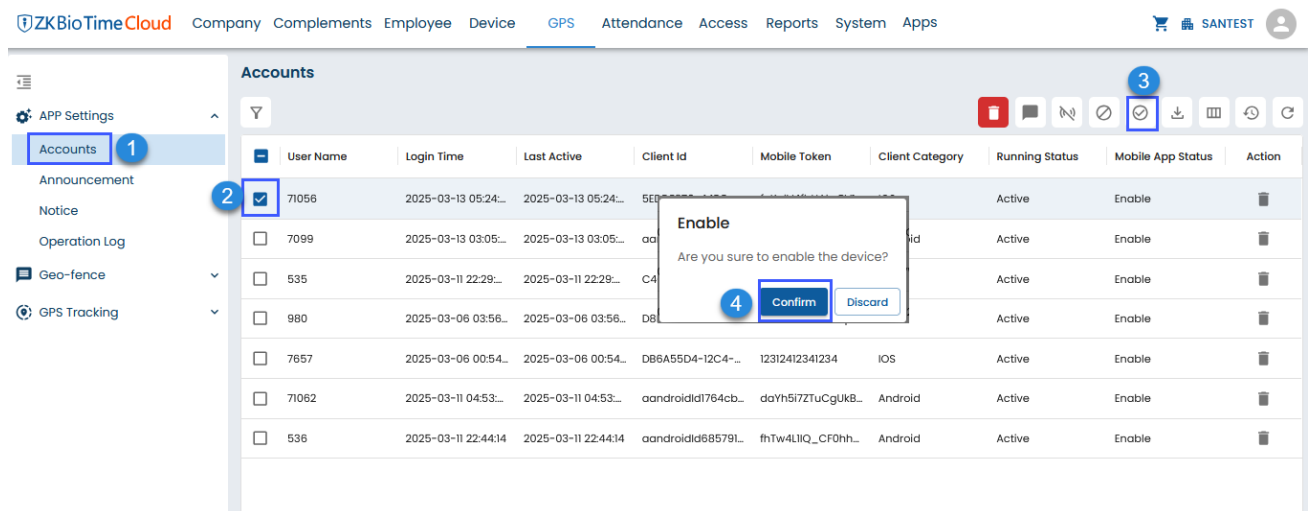 ZKBioTimeCloud Company Complements Employee Device GPS Attendance Access Reports System Apps SANTEST
Accounts
3
APP Settings
Accounts 1
Announcement
Notice
Operation Log
Geo-fence
GPS Tracking
User Name Login Time Last Active Client Id Mobile Token Client Category Running Status Mobile App Status Action
2 71056 2025-03-13 05:24:... 2025-03-13 05:24:... Active Enable
7099 2025-03-13 03:05:... 2025-03-13 03:05:... Active Enable
535 2025-03-11 22:29:... 2025-03-11 22:29:... Active Enable
980 2025-03-06 03:56... 2025-03-06 03:56... Active Enable
7657 2025-03-06 00:54... 2025-03-06 00:54... DB6A55D4-12C4-... 12312412341234 IOS Active Enable
71062 2025-03-11 04:53:... 2025-03-11 04:53:... aandroidId1764cb... daYh5i7ZTuCgUkB... Android Active Enable
536 2025-03-11 22:44:14 2025-03-11 22:44:14 aandroidId685791... fhTw4L1IQ_CF0hh... Android Active Enable
Enable
Are you sure to enable the device?
4 Confirm Discard